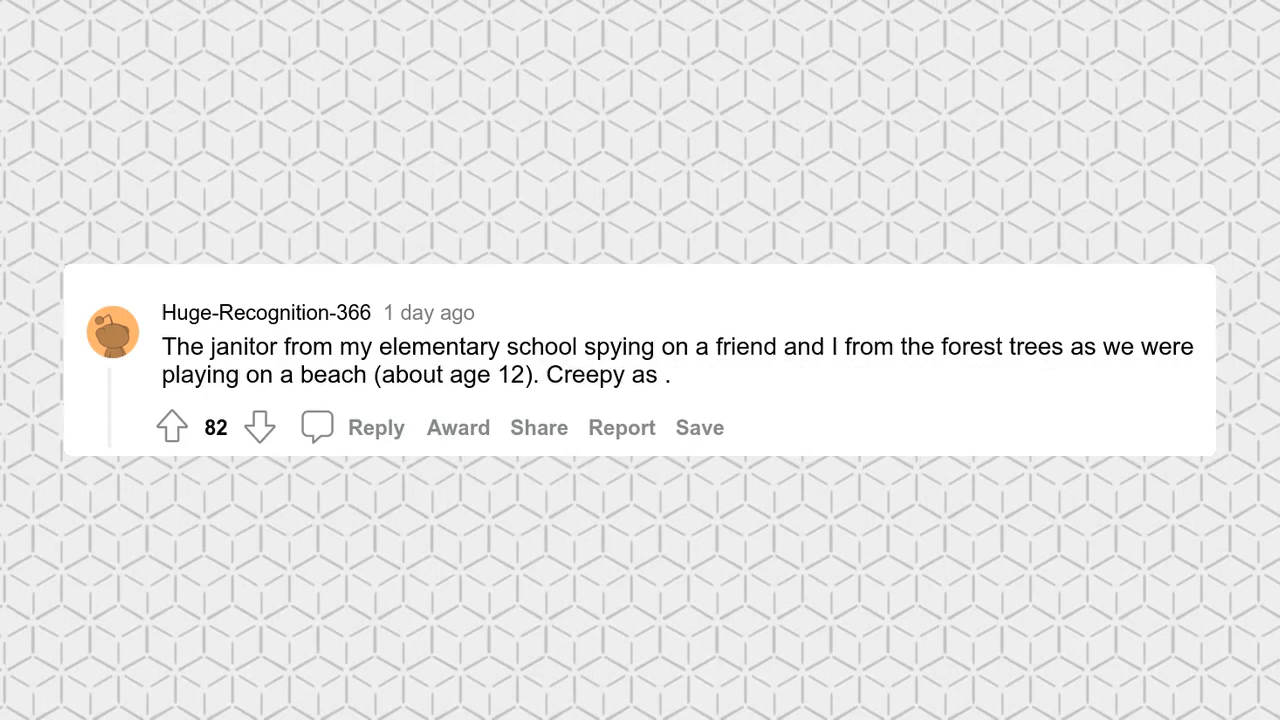 Huge-Recognition-366 1 day ago
The janitor from my elementary school spying on a friend and I from the forest trees as we were
playing on a beach (about age 12). Creepy as .
82 Reply Award Share Report Save